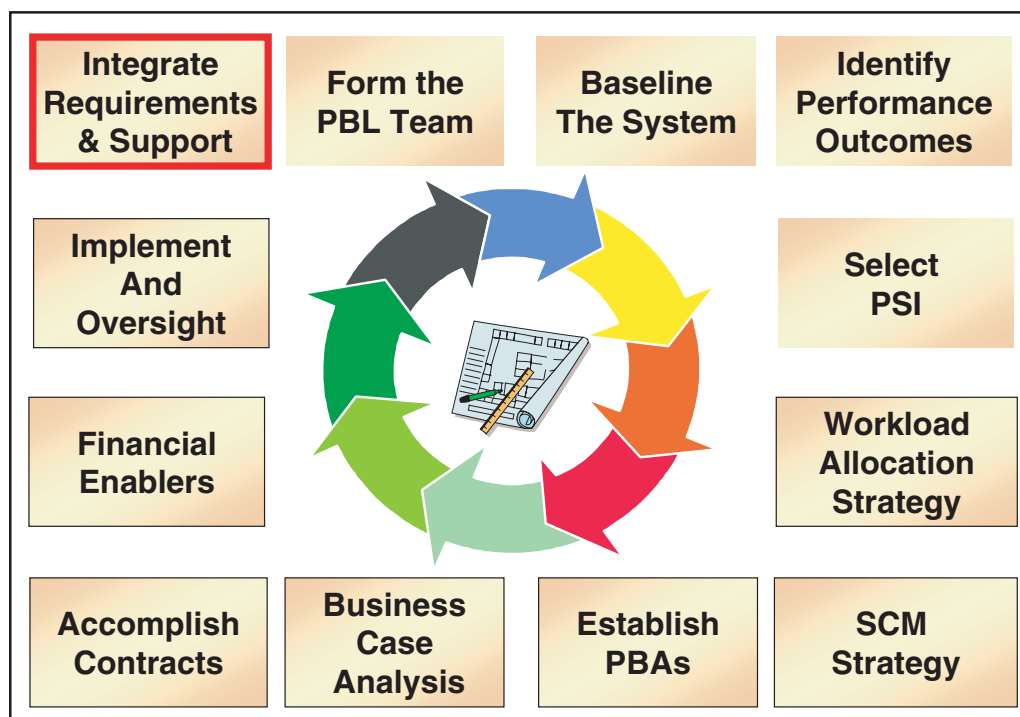 Integrate
Requirements
& Support
Form the
PBL Team
Baseline
The System
Identify
Performance
Outcomes
Implement
And
Oversight
Select
PSI
Financial
Enablers
Workload
Allocation
Strategy
Accomplish
Contracts
Business
Case
Analysis
Establish
PBAs
SCM
Strategy